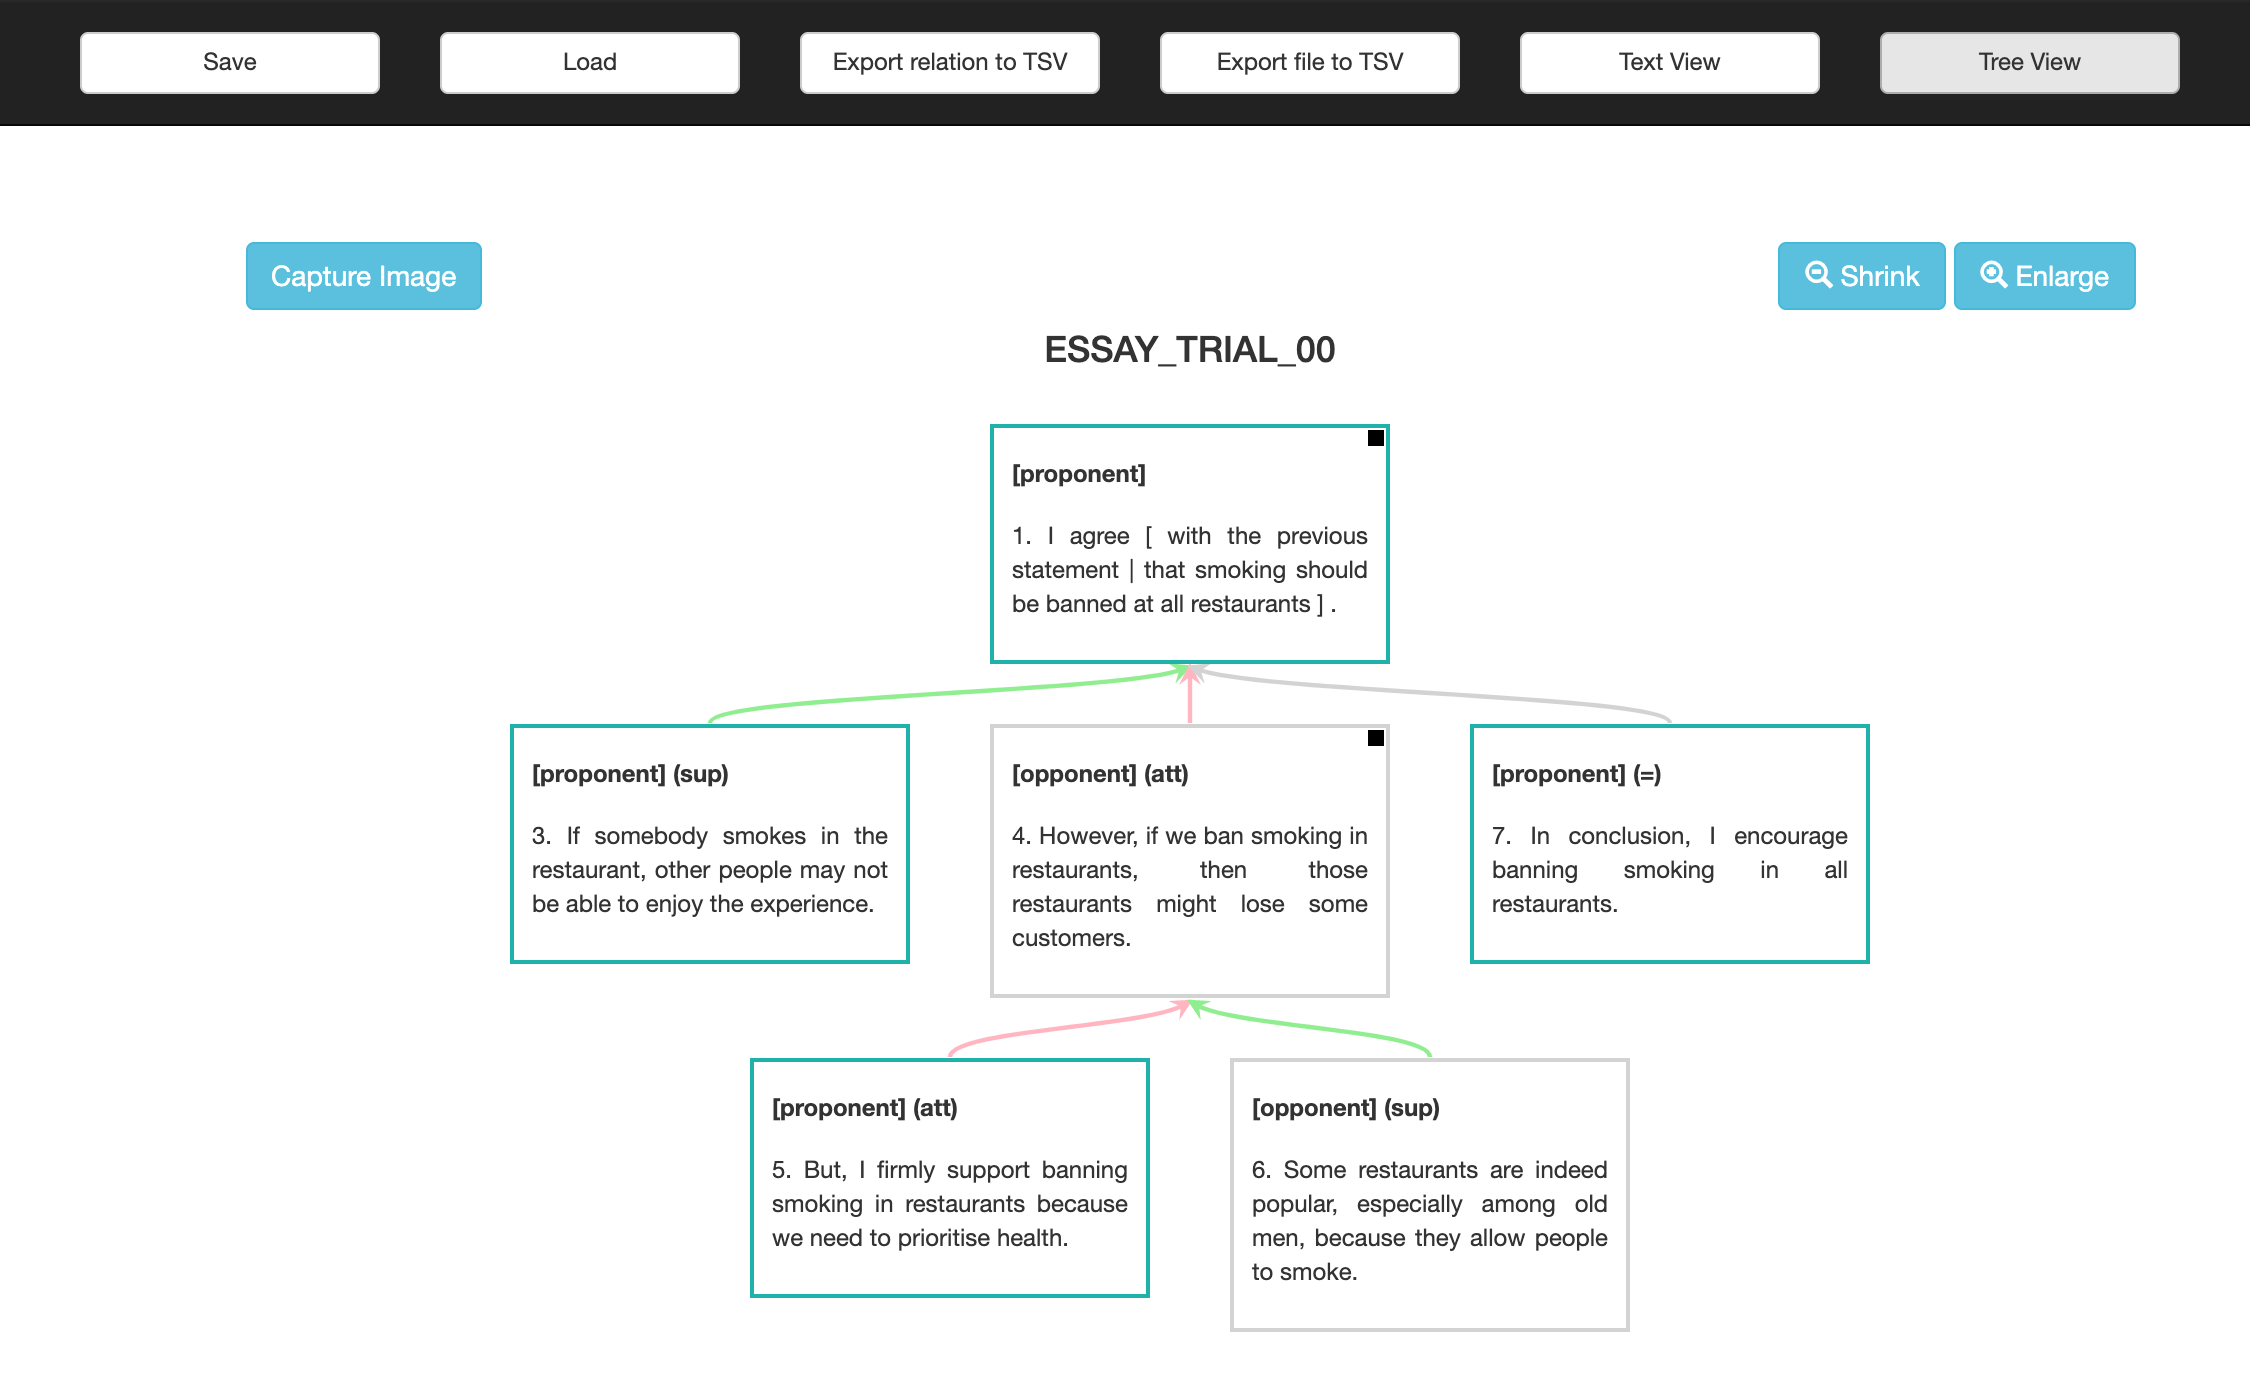 Save
Load
Export relation to TSV
Export file to TSV
Text View
Tree View
Capture Image
Shrink
Enlarge
ESSAY_TRIAL_00
[proponent]
1. I agree [ with the previous
statement | that smoking should
be banned at all restaurants ] .
[proponent] (sup)
3. If somebody smokes in the
restaurant, other people may not
be able to enjoy the experience.
[opponent] (att)
4. However, if we ban smoking in
restaurants, then those
restaurants might lose some
customers.
[proponent] (=)
7. In conclusion, I encourage
banning smoking in all
restaurants.
[proponent] (att)
5. But, I firmly support banning
smoking in restaurants because
we need to prioritise health.
[opponent] (sup)
6. Some restaurants are indeed
popular, especially among old
men, because they allow people
to smoke.